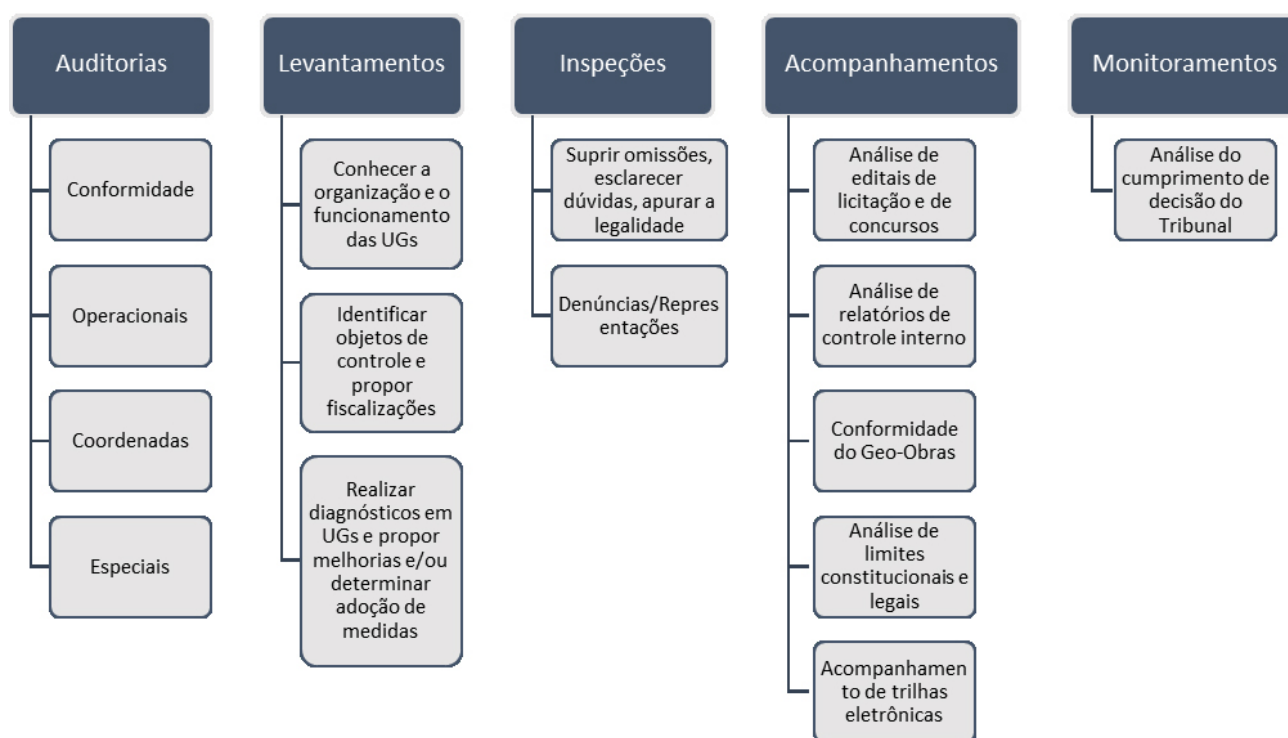 Auditorias
Conformidade
Operacionais
Coordenadas
Especiais
Levantamentos
Conhecer a
organização e o
funcionamento
das UGs
Identificar
objetos de
controle e
propor
fiscalizações
Realizar
diagnósticos em
UGs e propor
melhorias e/ou
determinar
adoção de
medidas
Inspeções
Suprir omissões,
esclarecer
dúvidas, apurar a
legalidade
Denúncias/Repres
entações
Acompanhamentos
Análise de
editais de
licitação e de
concursos
Análise de
relatórios de
controle interno
Conformidade
do Geo-Obras
Análise de
limites
constitucionais e
legais
Acompanhamen
to de trilhas
eletrônicas
Monitoramentos
Análise do
cumprimento de
decisão do
Tribunal